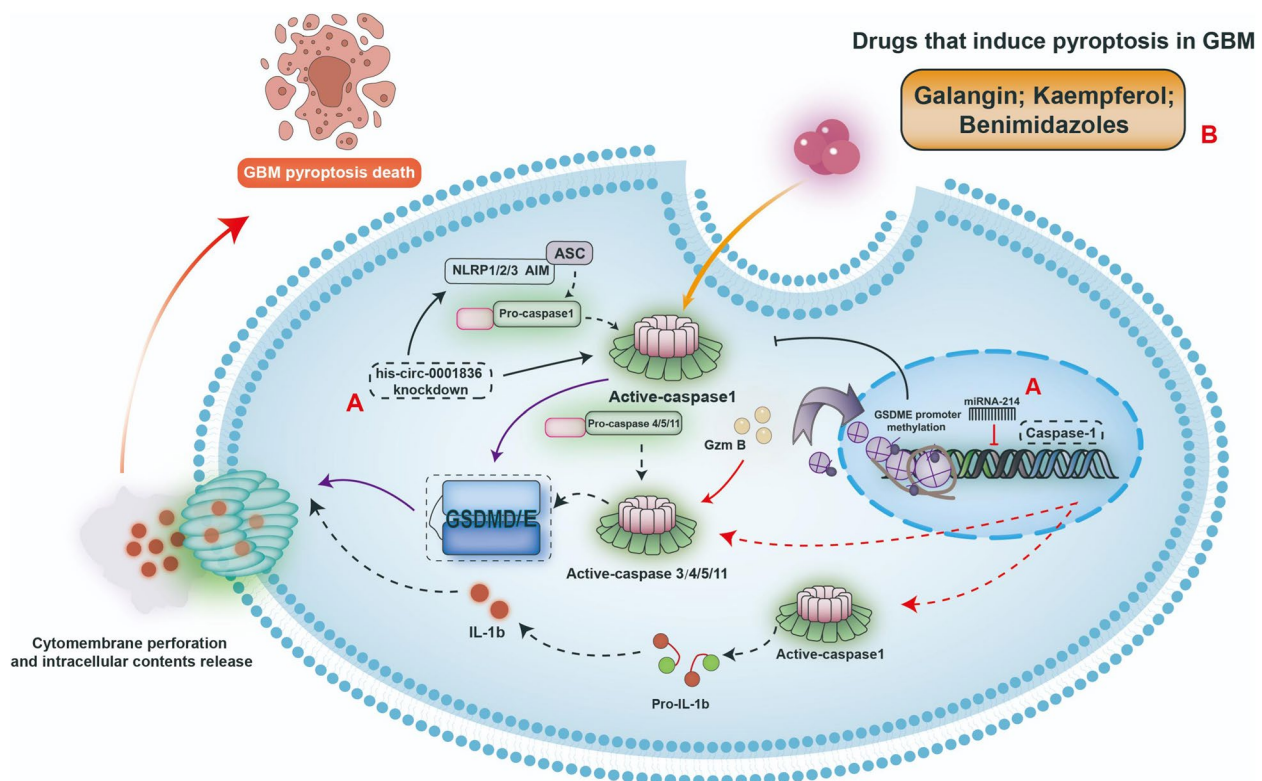 Drugs that induce pyroptosis in GBM
Galangin; Kaempferol;
Benimidazoles
B
GBM pyroptosis death
ASC
NLRP1/2/3 AIM
Pro-caspase1
his-circ-0001836
knockdown
A
Active-caspase1
Pro-caspase 4/5/11
Gzm B
GSDME promoter
methylation
miRNA-214
A
Caspase-1
GSDMD/E
Active-caspase 3/4/5/11
IL-1b
Pro-IL-1b
Active-caspase1
Cytomembrane perforation
and intracellular contents release